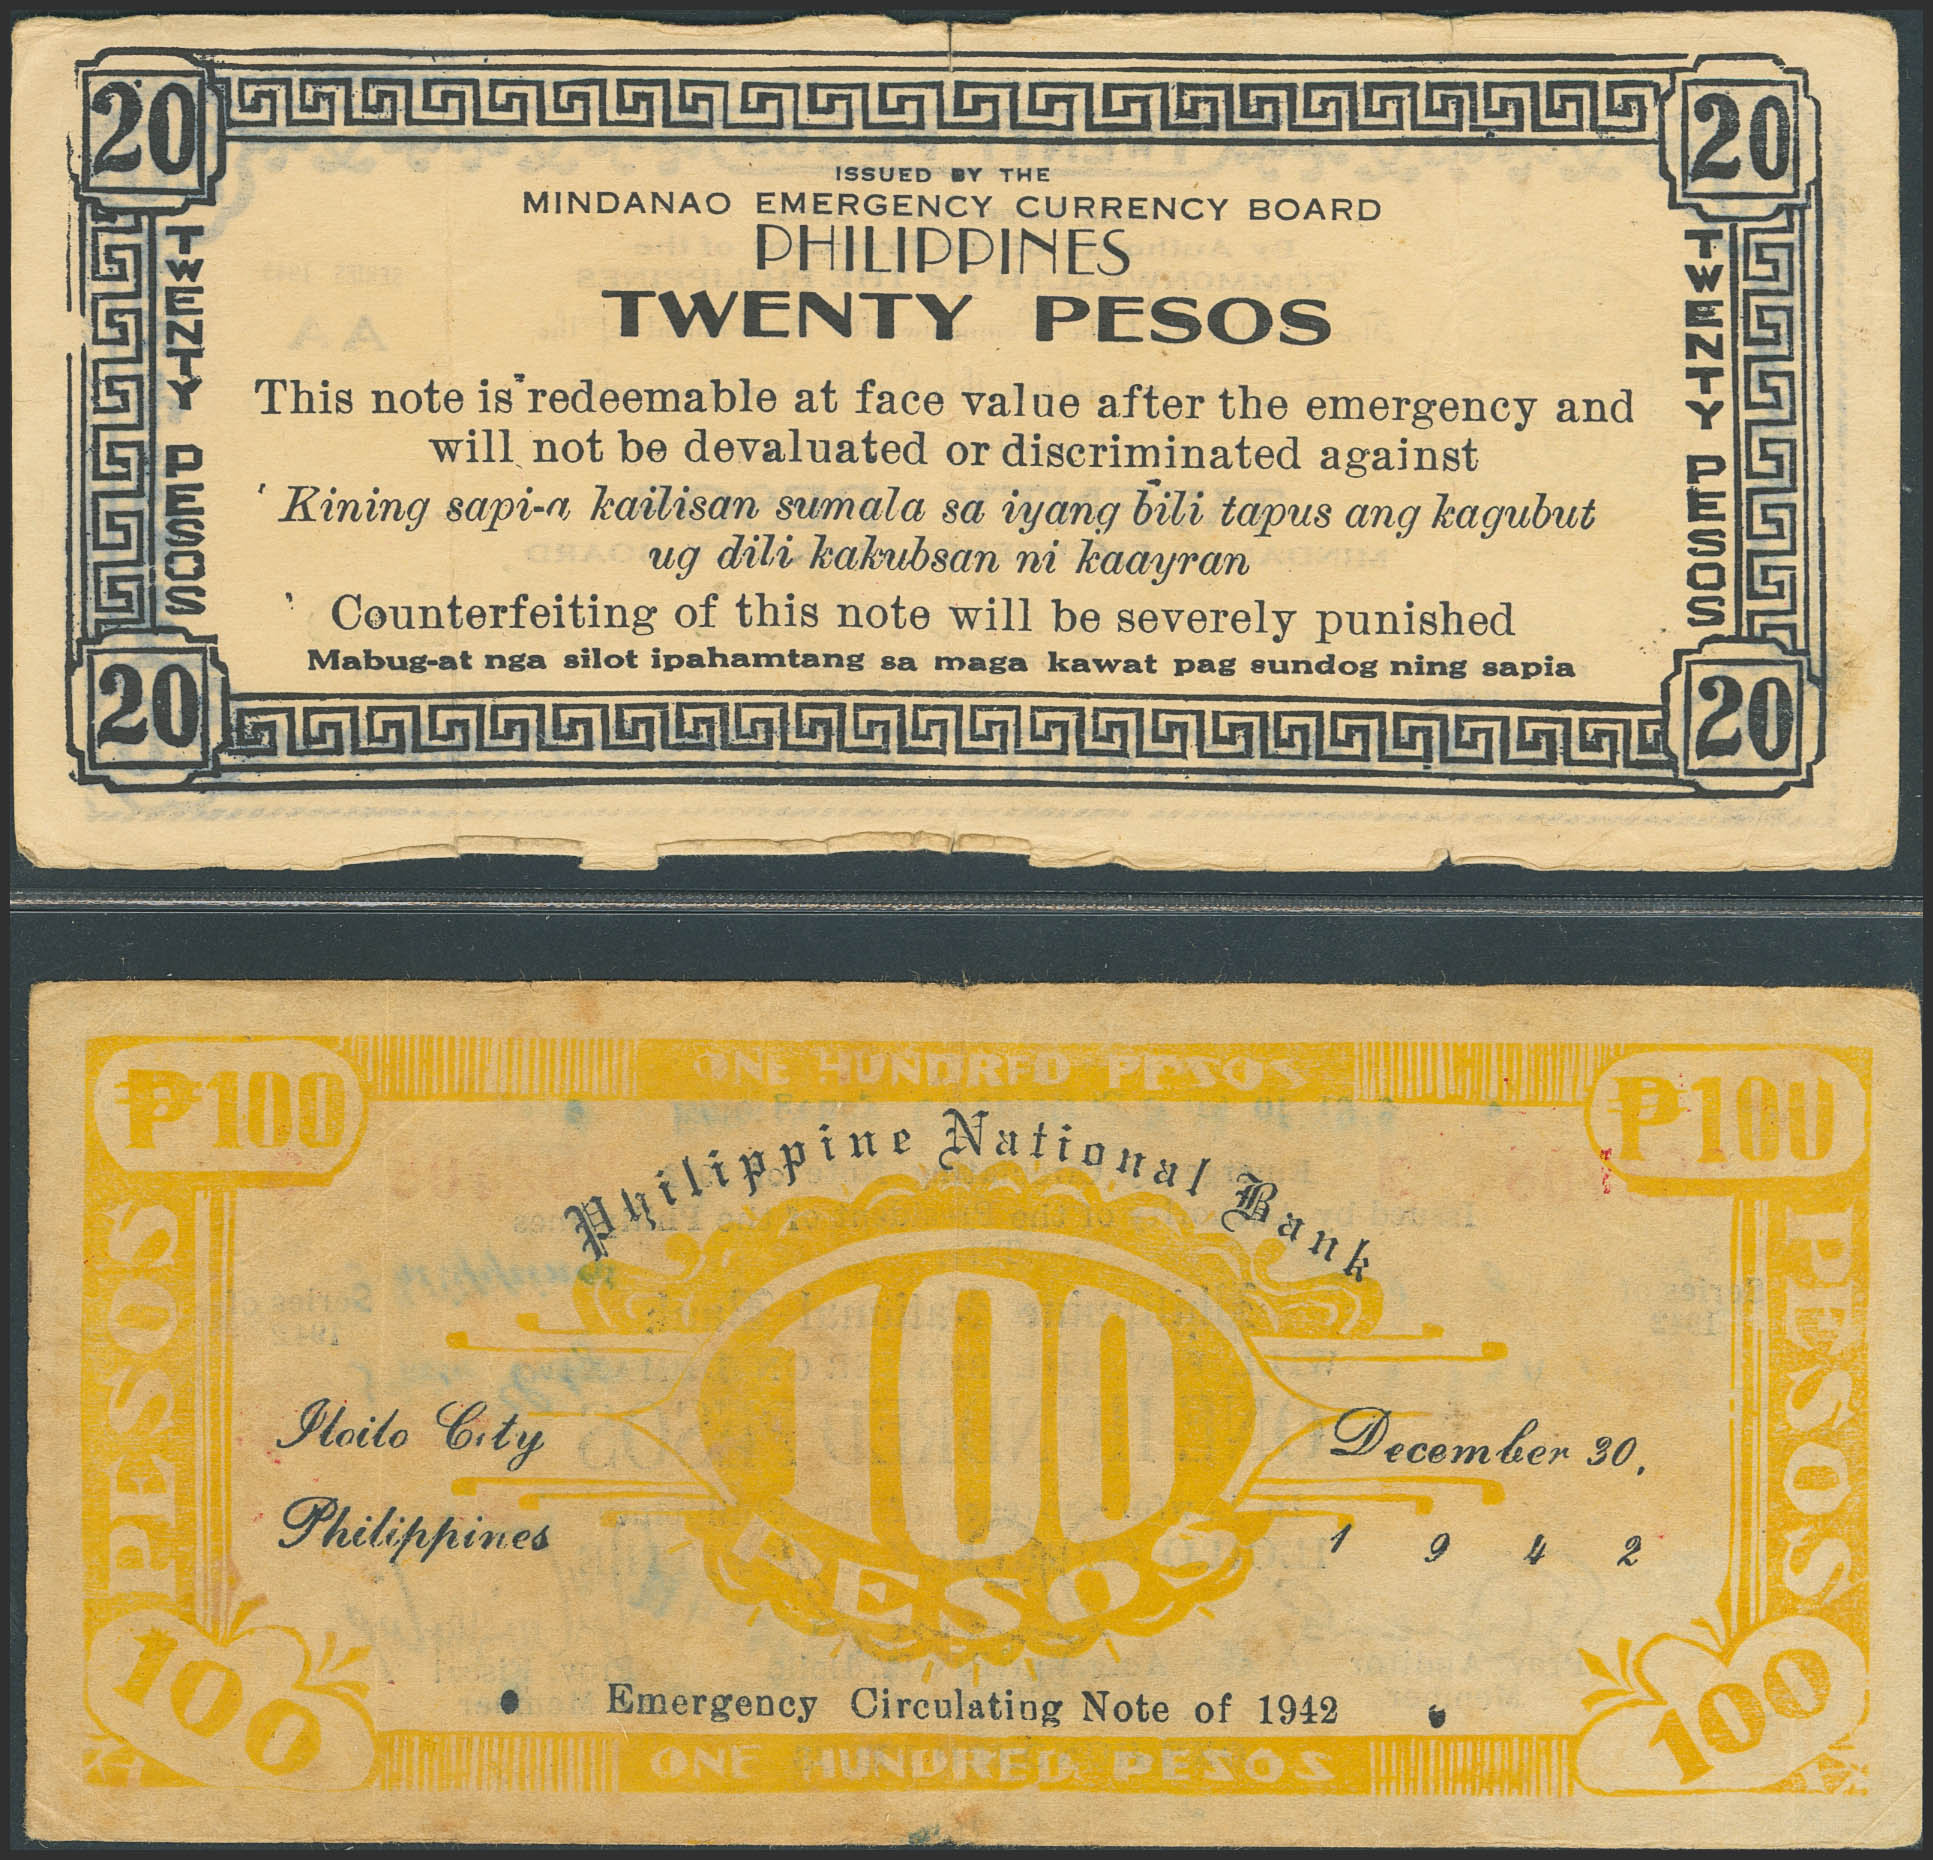 20
20
ISSUED BY THE
MINDANAO EMERGENCY CURRENCY BOARD
PHILIPPINES
TWENTY PESOS
TWENTY PESOS
TWENTY PESOS
This note is redeemable at face value after the emergency and
will not be devaluated or discriminated against
Kining sapi-a kailisan sumala sa iyang bili tapus ang kagubut
ug dili kakubsan ni kaayran
Counterfeiting of this note will be severely punished
Mabug-at nga silot ipahamtang sa maga kawat pag sundog ning sapia
20
20
ONE HUNDRED PESOS
₱100
₱100
Philippine National Bank
PESOS
PESOS
100
PESOS
Iloilo City
December 30,
Philippines
1 9 4 2
100
100
Emergency Circulating Note of 1942
ONE HUNDRED PESOS